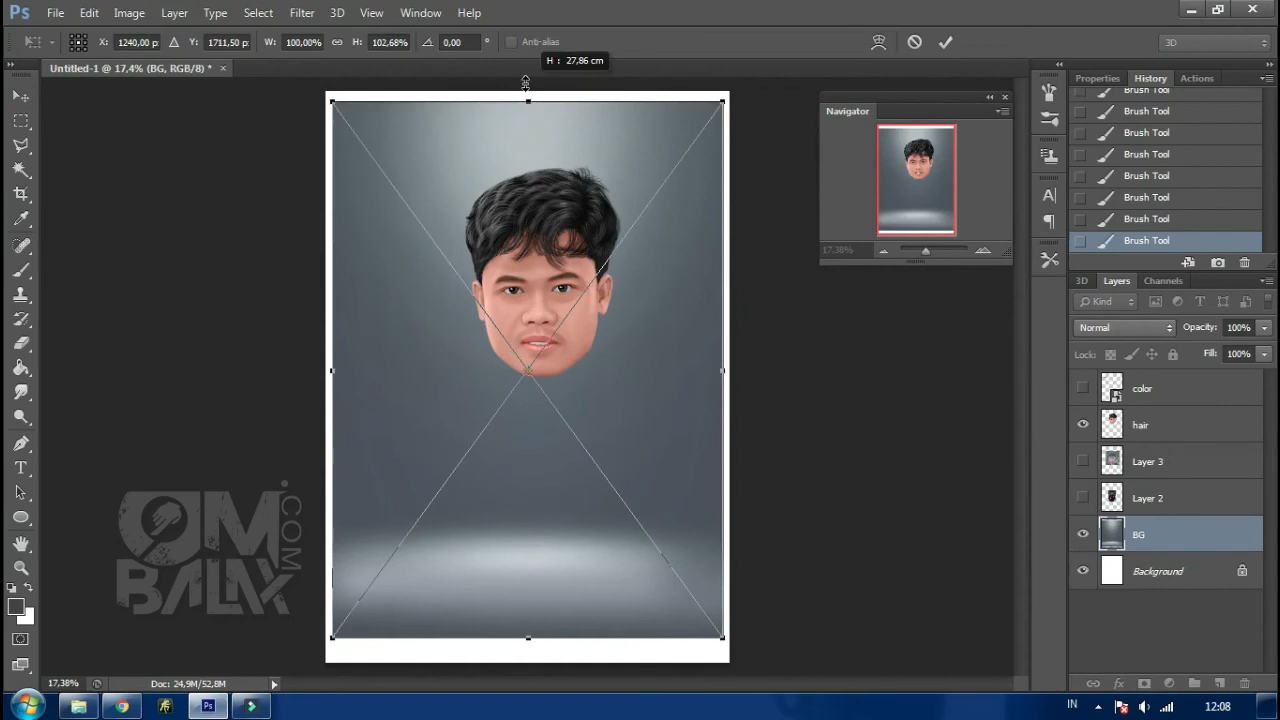 Ps File Edit Image Layer Type Select Filter 3D View Window Help
X: 1240,00 px Y: 1711,50 px W: 100,00% H: 102,68% 0,00 ° Anti-alias 3D
H : 27,86 cm
Untitled-1 @ 17,4% (BG, RGB/8) * ×
Properties History Actions
Brush Tool
Brush Tool
Brush Tool
Brush Tool
Brush Tool
Brush Tool
Brush Tool
Brush Tool
Navigator
17,38%
3D Layers Channels
Kind
Normal Opacity: 100%
Lock: Fill: 100%
color
hair
Layer 3
Layer 2
BG
Background
OM
BALAX
.COM
17,38% Doc: 24,9M/52,8M
Ps IN 12:08